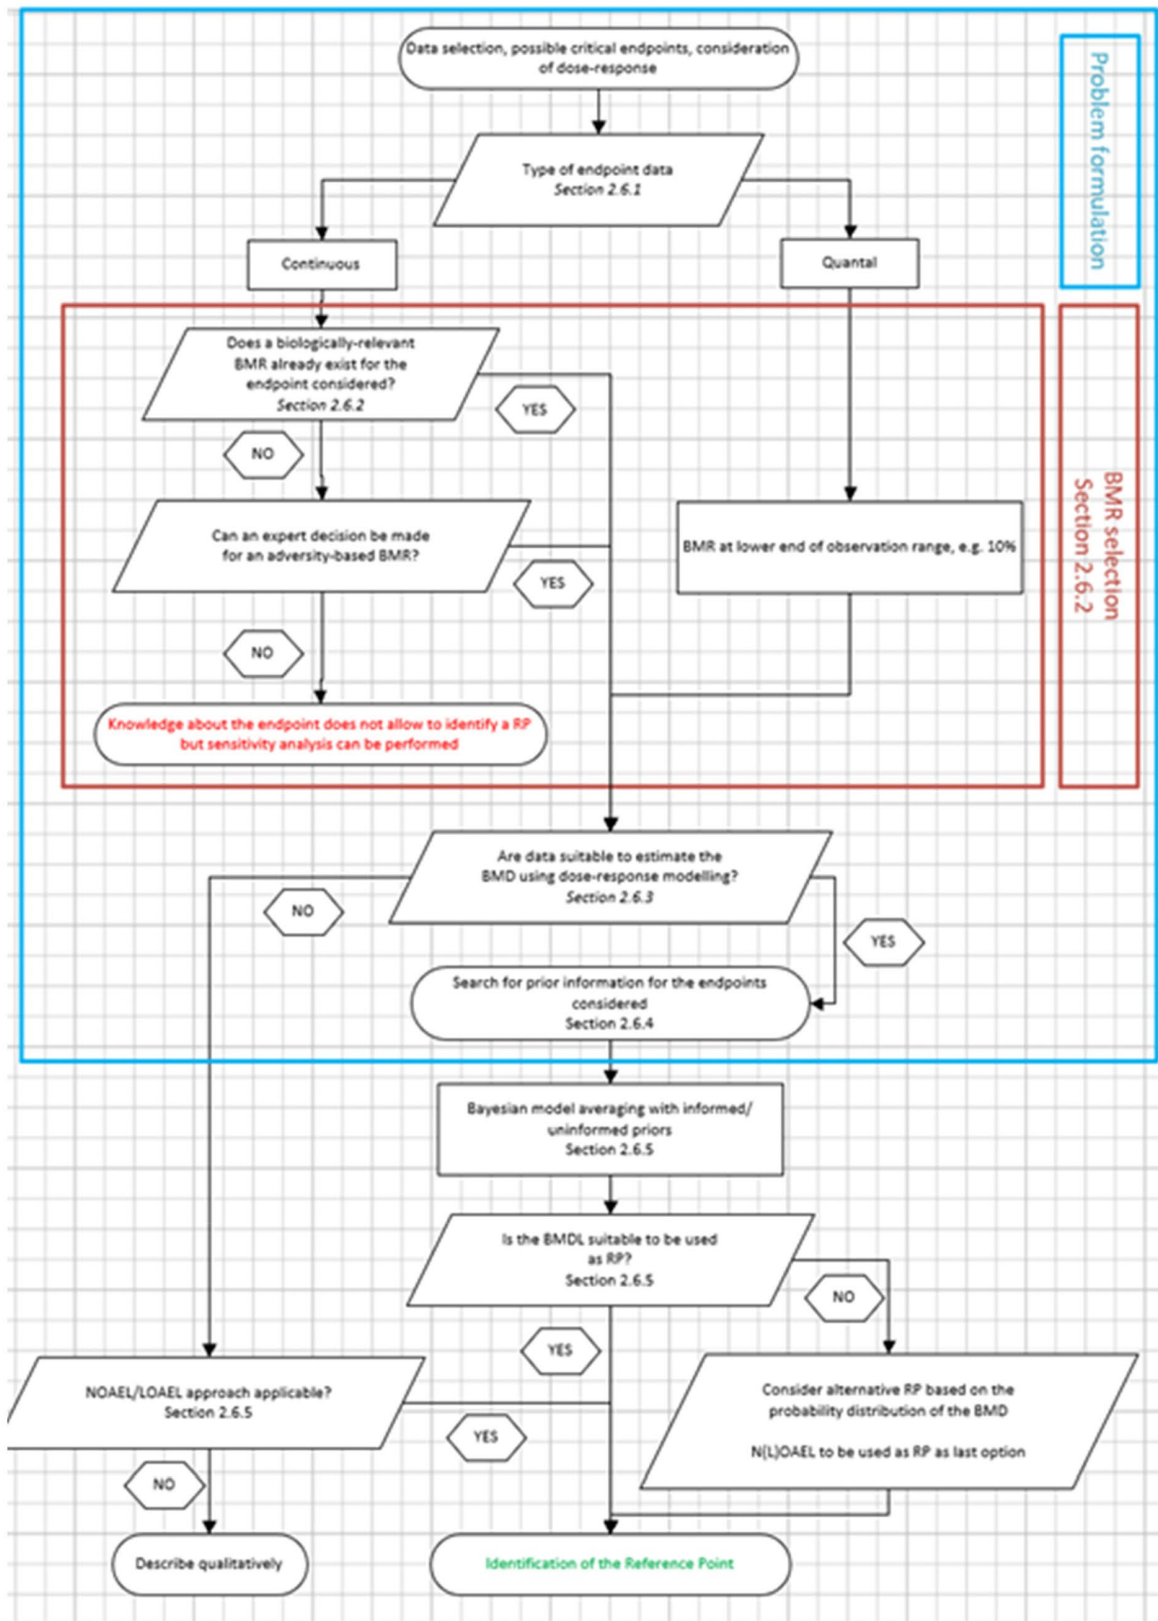 Data selection, possible critical endpoints, consideration
of dose-response
Problem formulation
Type of endpoint data
Section 2.6.1
Continuous
Quantal
Does a biologically-relevant
BMR already exist for the
endpoint considered?
Section 2.6.2
YES
NO
BMR selection
Section 2.6.2
Can an expert decision be made
for an adversity-based BMR?
BMR at lower end of observation range, e.g. 10%
YES
NO
Knowledge about the endpoint does not allow to identify a RP
but sensitivity analysis can be performed
Are data suitable to estimate the
BMD using dose-response modelling?
Section 2.6.3
NO
YES
Search for prior information for the endpoints
considered
Section 2.6.4
Bayesian model averaging with informed/
uninformed priors
Section 2.6.5
Is the BMDL suitable to be used
as RP?
Section 2.6.5
NO
YES
NOAEL/LOAEL approach applicable?
Section 2.6.5
Consider alternative RP based on the
probability distribution of the BMD
N(L)OAEL to be used as RP as last option
YES
NO
Describe qualitatively
Identification of the Reference Point